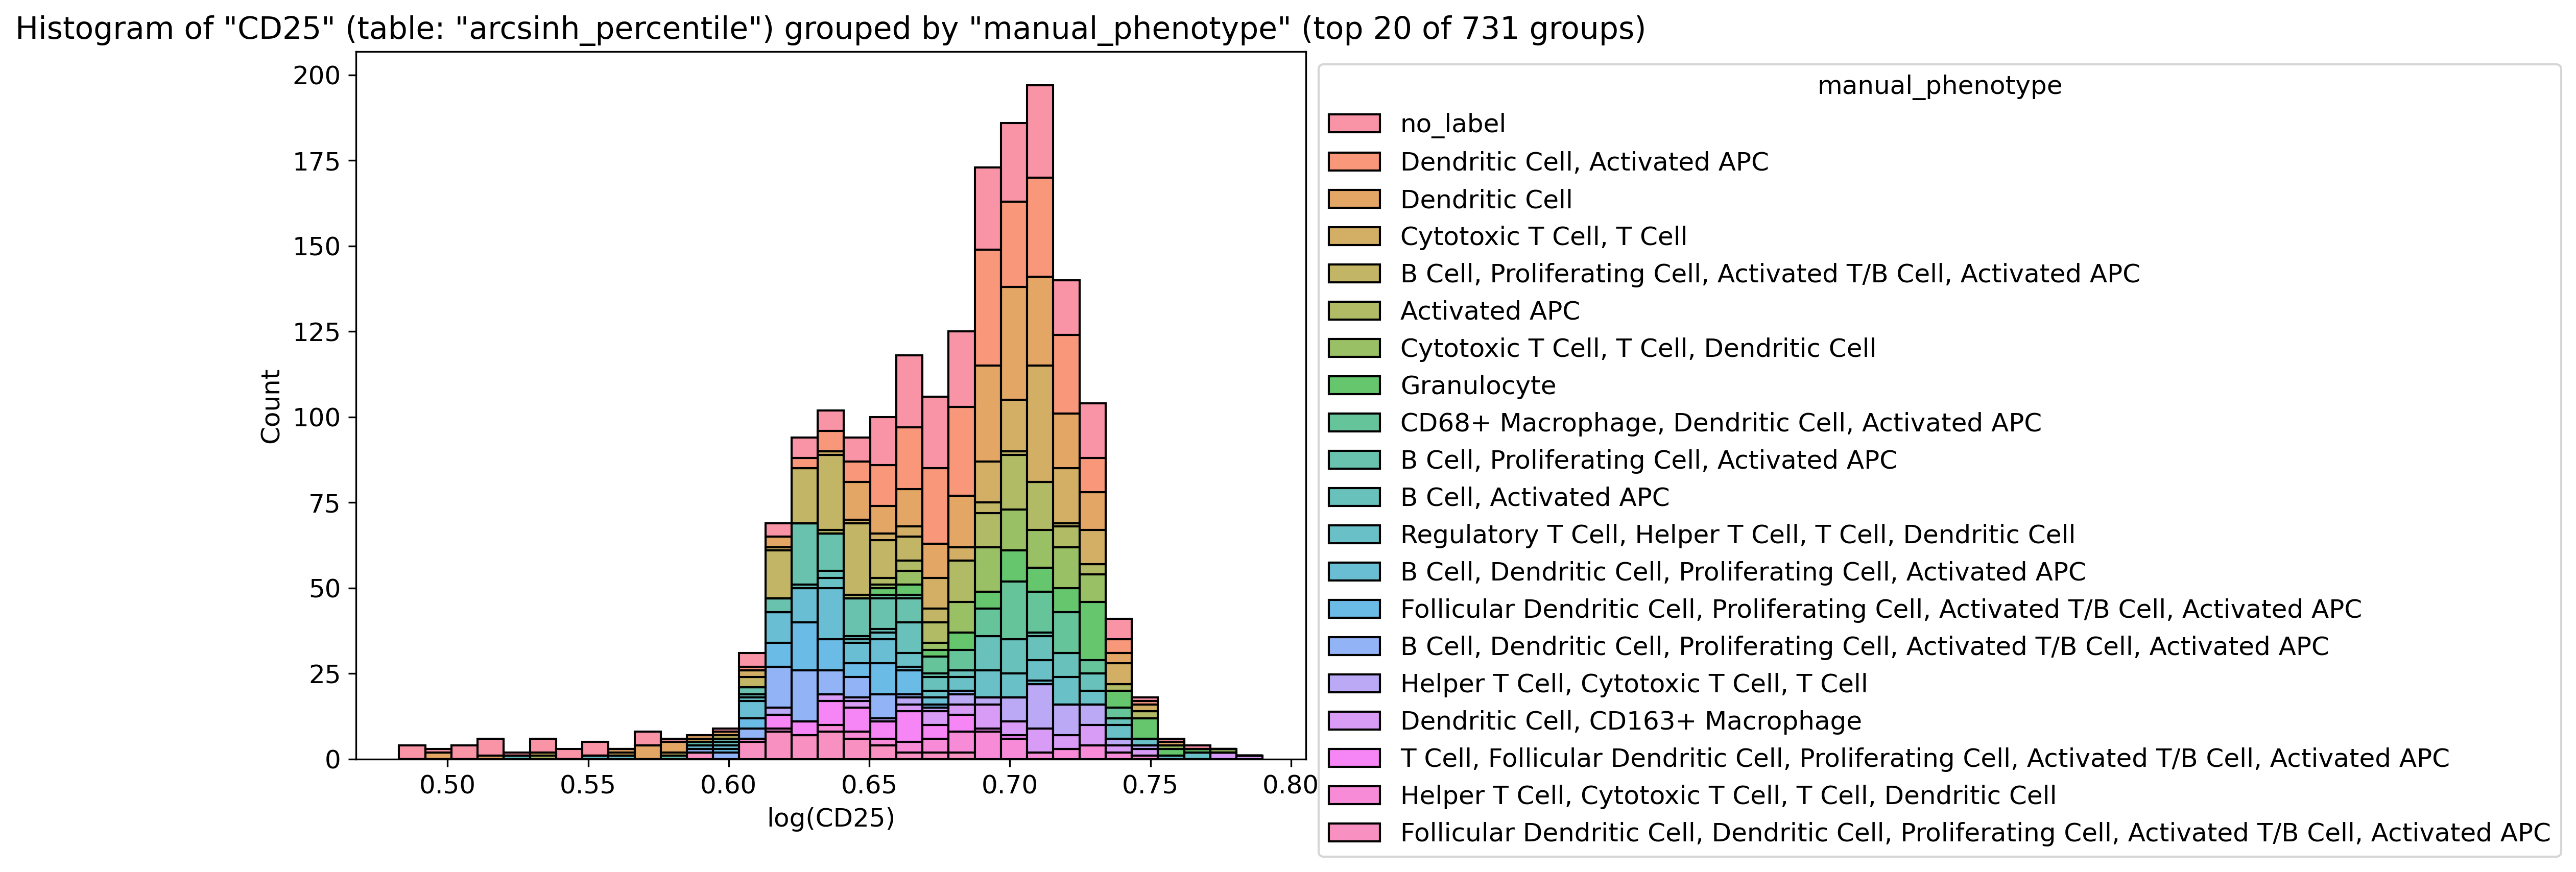 Histogram of "CD25" (table: "arcsinh_percentile") grouped by "manual_phenotype" (top 20 of 731 groups)
200
175
150
125
100
75
50
25
0
Count
0.50 0.55 0.60 0.65 0.70 0.75 0.80
log(CD25)
manual_phenotype
no_label
Dendritic Cell, Activated APC
Dendritic Cell
Cytotoxic T Cell, T Cell
B Cell, Proliferating Cell, Activated T/B Cell, Activated APC
Activated APC
Cytotoxic T Cell, T Cell, Dendritic Cell
Granulocyte
CD68+ Macrophage, Dendritic Cell, Activated APC
B Cell, Proliferating Cell, Activated APC
B Cell, Activated APC
Regulatory T Cell, Helper T Cell, T Cell, Dendritic Cell
B Cell, Dendritic Cell, Proliferating Cell, Activated APC
Follicular Dendritic Cell, Proliferating Cell, Activated T/B Cell, Activated APC
B Cell, Dendritic Cell, Proliferating Cell, Activated T/B Cell, Activated APC
Helper T Cell, Cytotoxic T Cell, T Cell
Dendritic Cell, CD163+ Macrophage
T Cell, Follicular Dendritic Cell, Proliferating Cell, Activated T/B Cell, Activated APC
Helper T Cell, Cytotoxic T Cell, T Cell, Dendritic Cell
Follicular Dendritic Cell, Dendritic Cell, Proliferating Cell, Activated T/B Cell, Activated APC